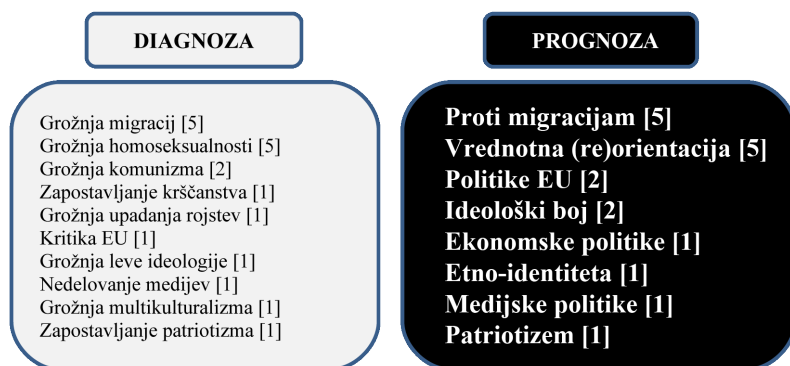 DIAGNOZA
Grožnja migracij [5]
Grožnja homoseksualnosti [5]
Grožnja komunizma [2]
Zapostavljanje krščanstva [1]
Grožnja upadanja rojstev [1]
Kritika EU [1]
Grožnja leve ideologije [1]
Nedelovanje medijev [1]
Grožnja multikulturalizma [1]
Zapostavljanje patriotizma [1]
PROGNOZA
Proti migracijam [5]
Vrednotna (re)orientacija [5]
Politike EU [2]
Ideološki boj [2]
Ekonomske politike [1]
Etno-identiteta [1]
Medijske politike [1]
Patriotizem [1]